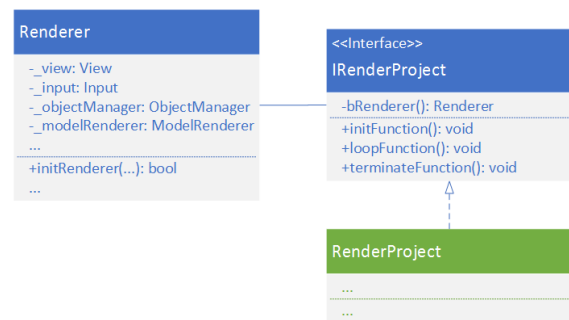 Renderer
-_view: View
-_input: Input
-_objectManager: ObjectManager
-_modelRenderer: ModelRenderer
...
+initRenderer(...): bool
...
<<Interface>>
IRenderProject
-bRenderer(): Renderer
+initFunction(): void
+loopFunction(): void
+terminateFunction(): void
RenderProject
...
...